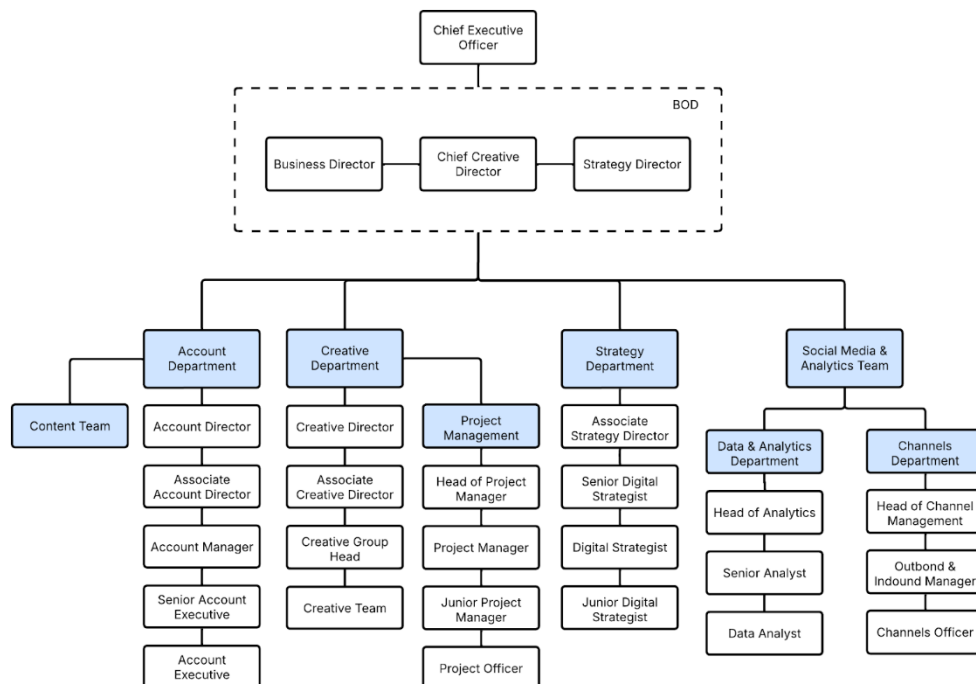 Chief Executive
Officer
BOD
Business Director
Chief Creative
Director
Strategy Director
Account
Department
Creative
Department
Strategy
Department
Social Media &
Analytics Team
Content Team
Account Director
Creative Director
Project
Management
Associate
Strategy Director
Data & Analytics
Department
Channels
Department
Associate
Account Director
Associate
Creative Director
Head of Project
Manager
Senior Digital
Strategist
Head of Analytics
Head of Channel
Management
Account Manager
Creative Group
Head
Project Manager
Digital Strategist
Senior Analyst
Outbond &
Indound Manager
Senior Account
Executive
Creative Team
Junior Project
Manager
Junior Digital
Strategist
Data Analyst
Channels Officer
Account
Executive
Project Officer